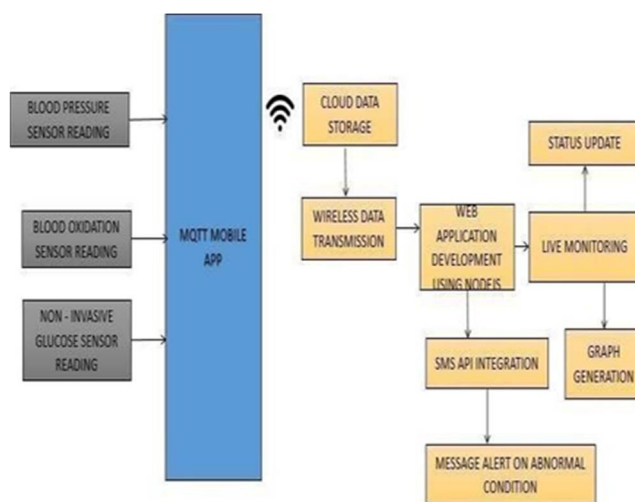 BLOOD PRESSURE
SENSOR READING
BLOOD OXIDATION
SENSOR READING
NON - INVASIVE
GLUCOSE SENSOR
READING
MQTT MOBILE
APP
CLOUD DATA
STORAGE
WIRELESS DATA
TRANSMISSION
WEB
APPLICATION
DEVELOPMENT
USING NODEJS
STATUS UPDATE
LIVE MONITORING
GRAPH
GENERATION
SMS API INTEGRATION
MESSAGE ALERT ON ABNORMAL
CONDITION